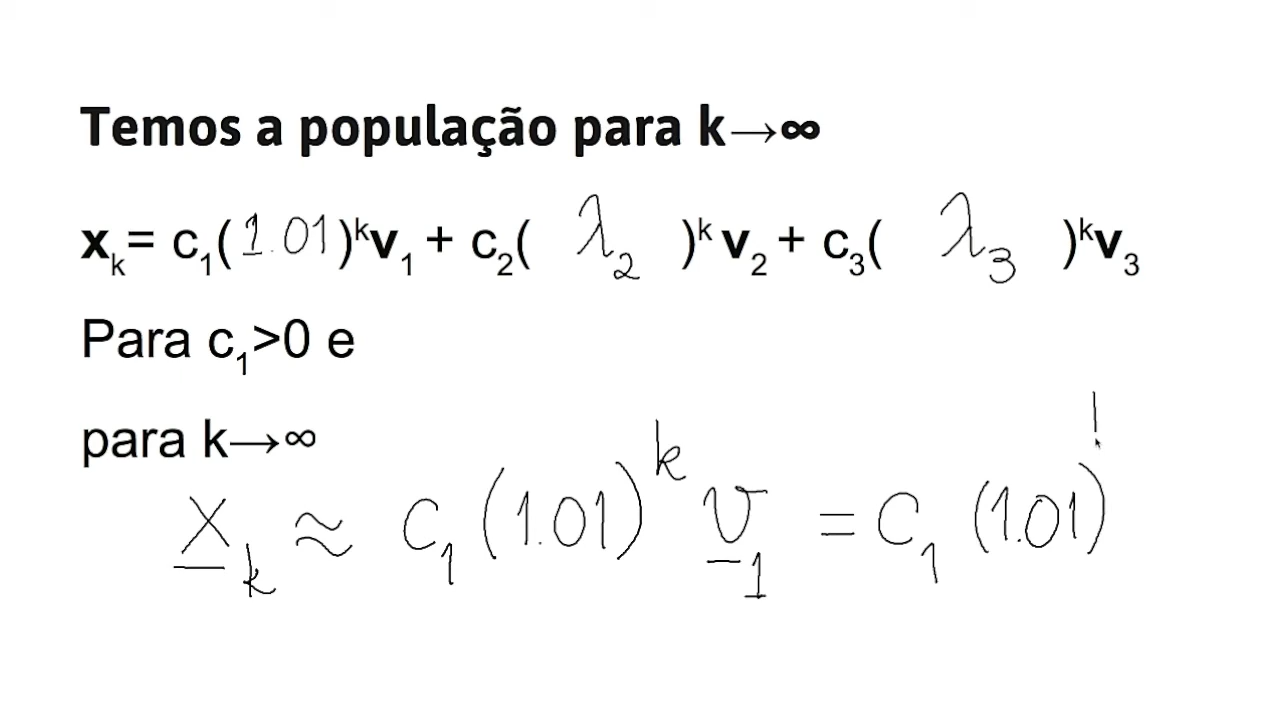 Temos a população para k→∞
xₖ= c₁(1.01)ᵏv₁ + c₂( λ₂ )ᵏ v₂ + c₃( λ₃ )ᵏv₃
Para c₁>0 e
para k→∞
xₖ ≈ c₁(1.01)ᵏ v₁ = c₁(1.01)